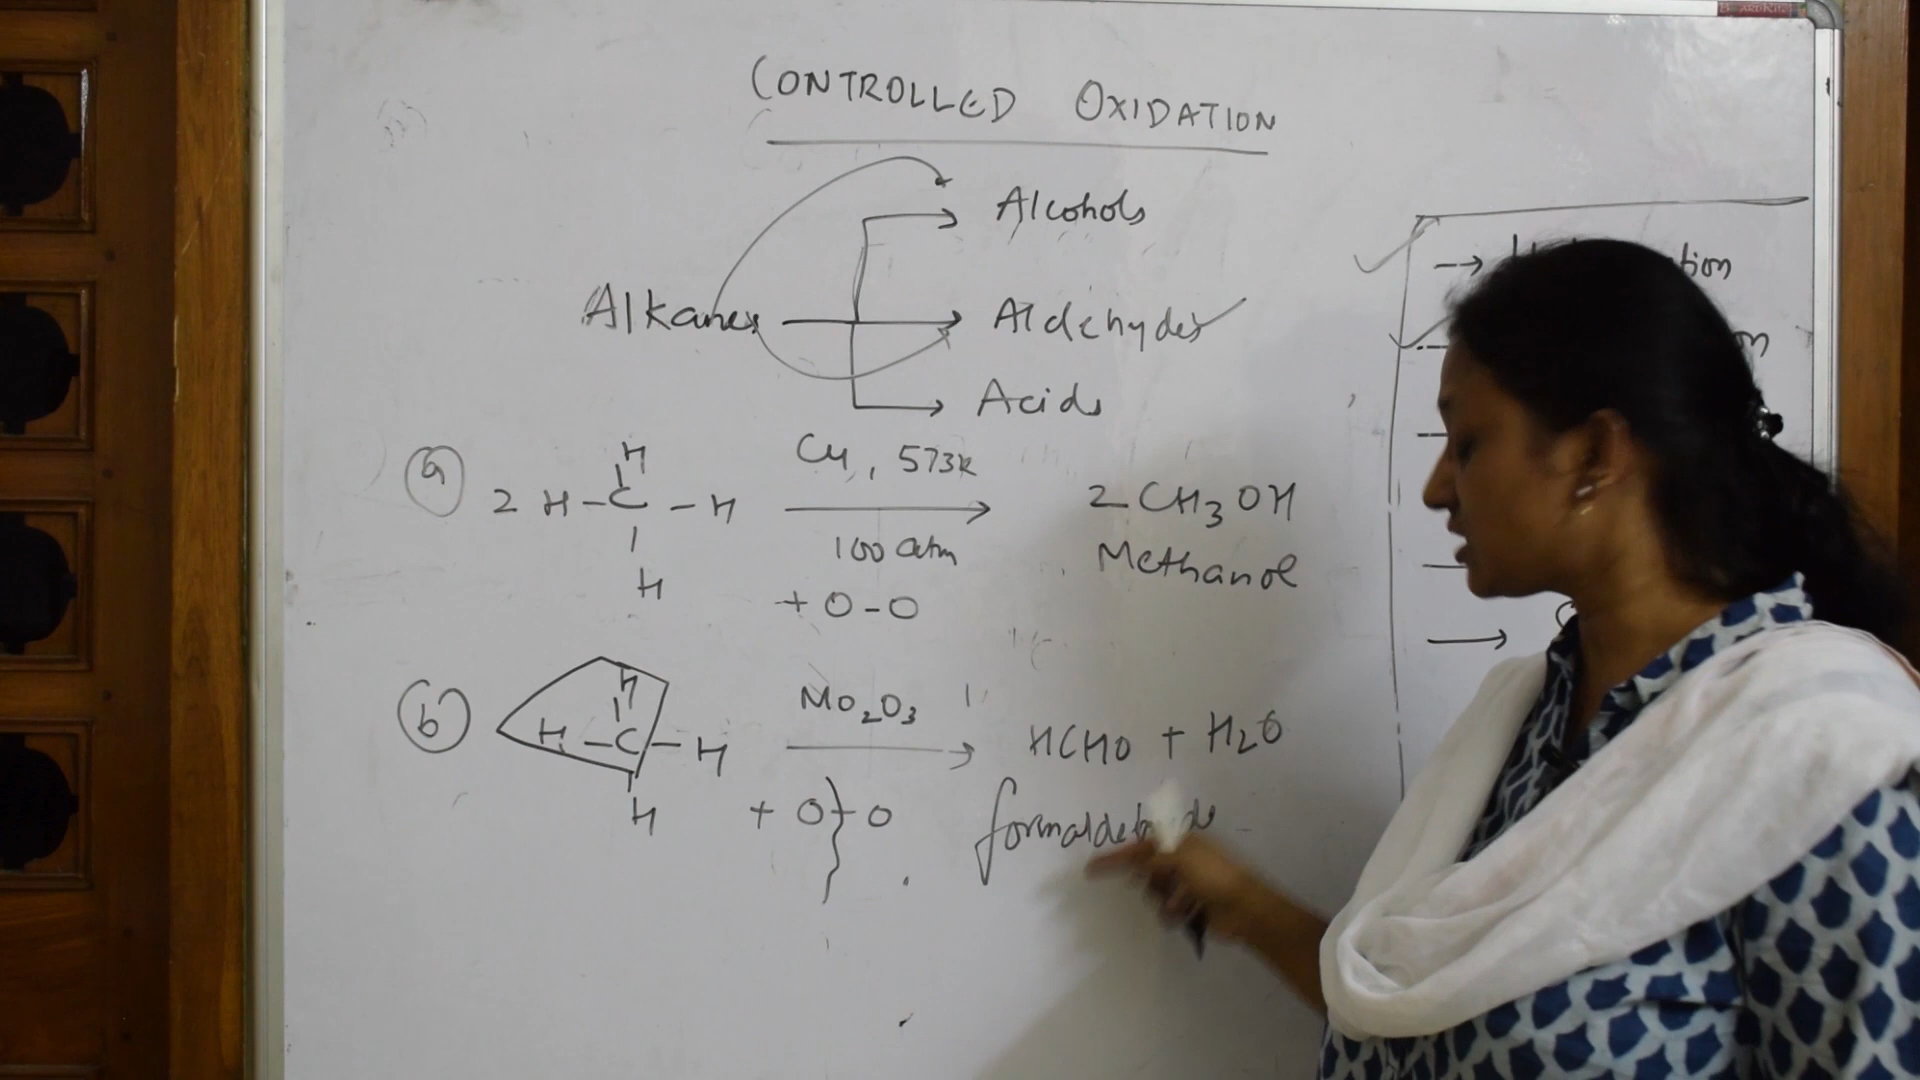 CONTROLLED OXIDATION
Alcohols
Alkanes
Aldehydes
Acids
a
H
Cu, 573K
2 H-C-H
2 CH3OH
100 atm
Methanol
H
+ O-O
b
H
Mo2O3
H-C-H
HCHO + H2O
H
+ O-O
formaldehyde